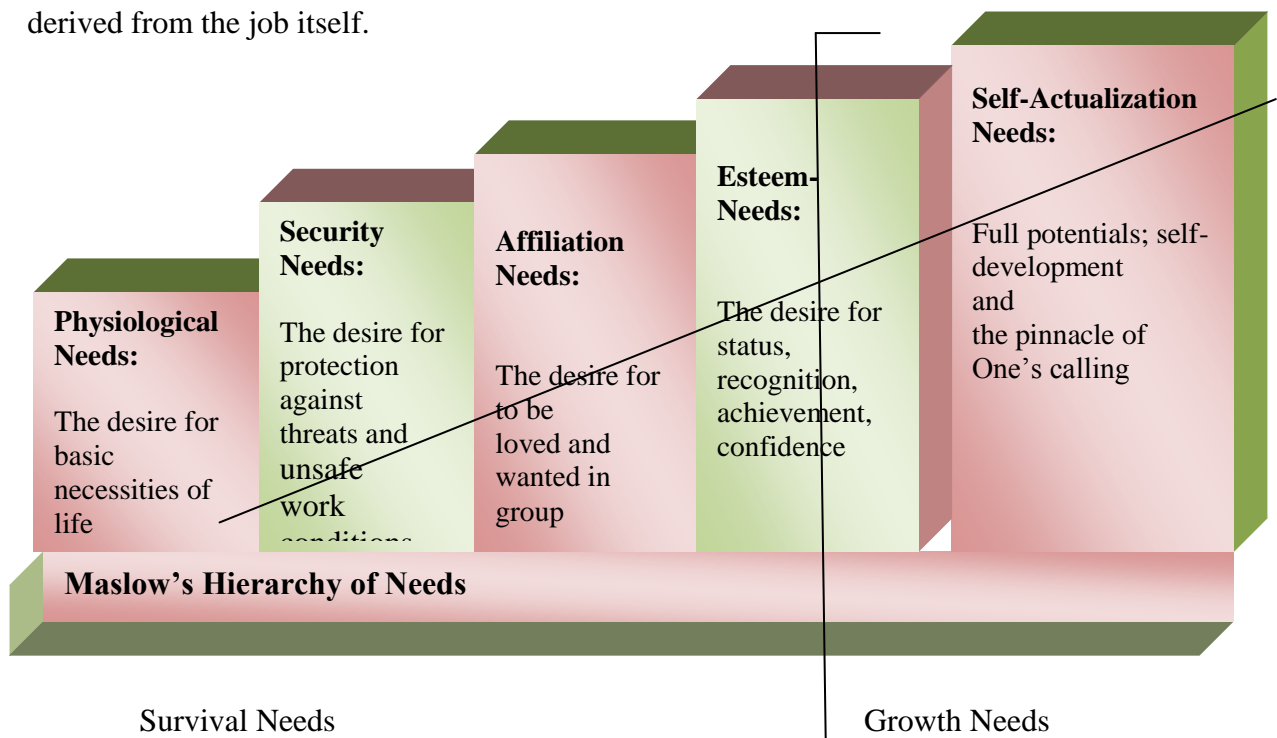 derived from the job itself.
Physiological
Needs:
The desire for
basic
necessities of
life
Security
Needs:
The desire for
protection
against
threats and
unsafe
work
conditions
Affiliation
Needs:
The desire for
to be
loved and
wanted in
group
Esteem-
Needs:
The desire for
status,
recognition,
achievement,
confidence
Self-Actualization
Needs:
Full potentials; self-
development
and
the pinnacle of
One's calling
Maslow's Hierarchy of Needs
Survival Needs
Growth Needs